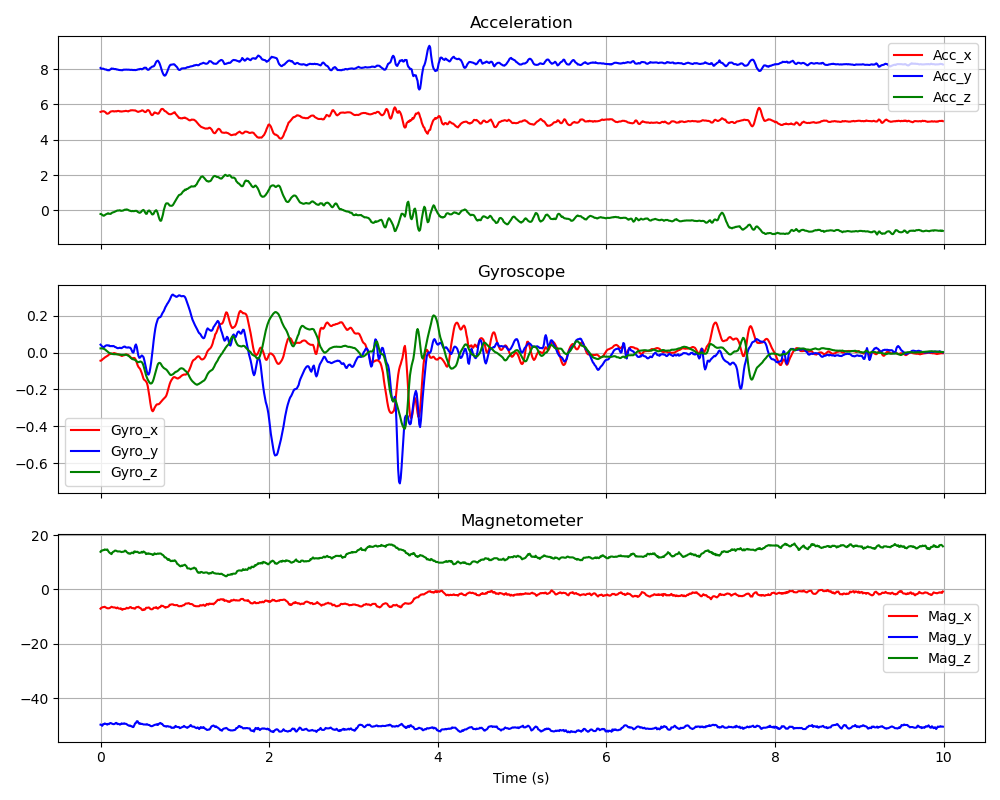 Acceleration
8
6
4
2
0
Acc_x
Acc_y
Acc_z
Gyroscope
0.2
0.0
−0.2
−0.4
−0.6
Gyro_x
Gyro_y
Gyro_z
Magnetometer
20
0
−20
−40
Mag_x
Mag_y
Mag_z
0 2 4 6 8 10
Time (s)